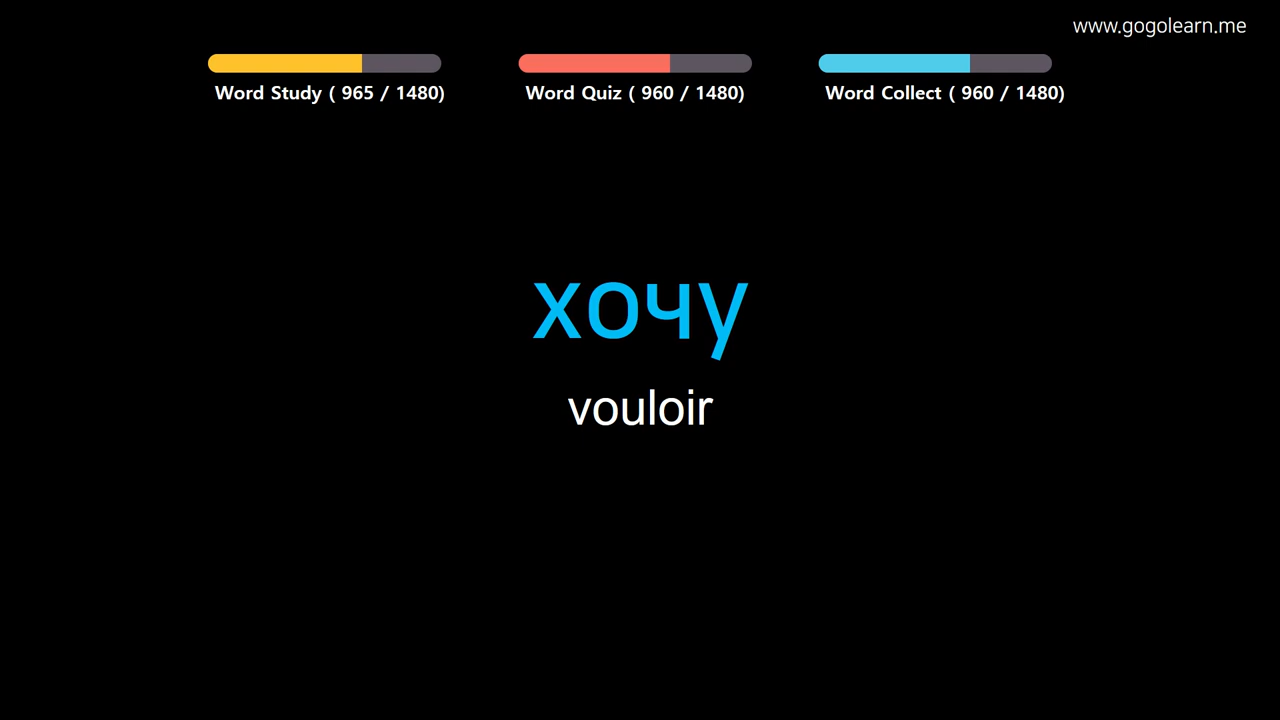 www.gogolearn.me
Word Study ( 965 / 1480)
Word Quiz ( 960 / 1480)
Word Collect ( 960 / 1480)
хочу
vouloir